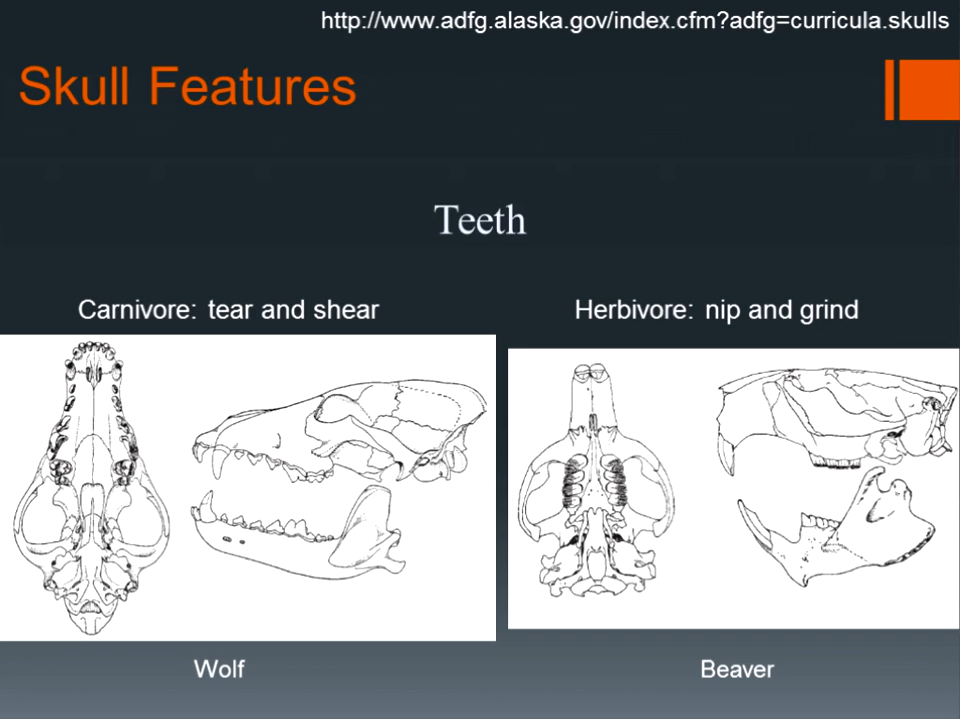 http://www.adfg.alaska.gov/index.cfm?adfg=curricula.skulls
Skull Features
Teeth
Carnivore: tear and shear
Herbivore: nip and grind
Wolf
Beaver